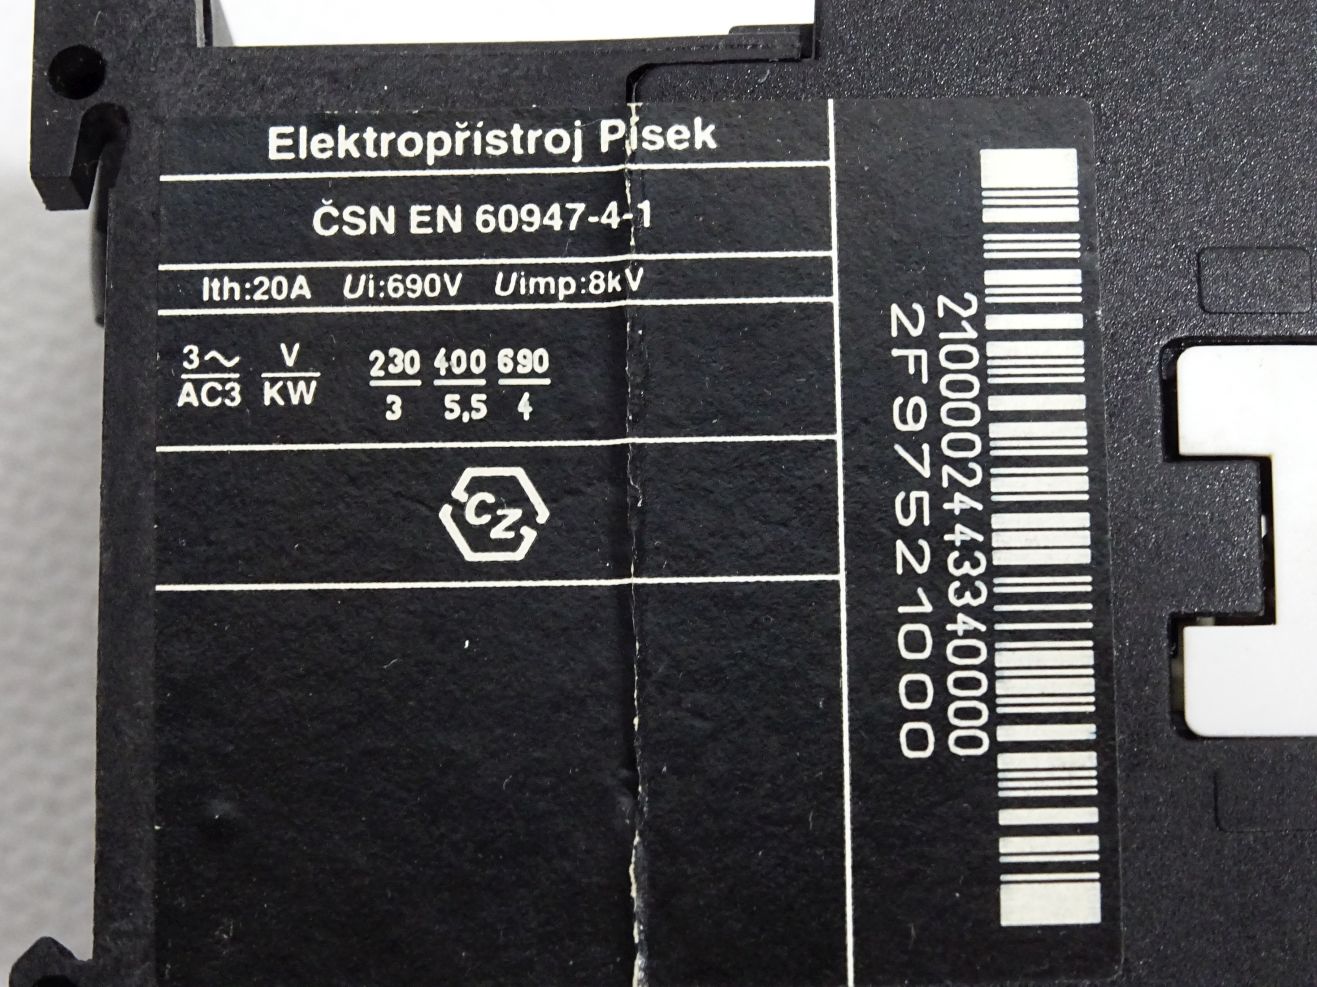 Elektropřístroj Písek
ČSN EN 60947-4-1
Ith:20A Ui:690V Uimp:8kV
3~ V 230 400 690
AC3 KW 3 5,5 4
CZ
2100002443340000
2F97521000